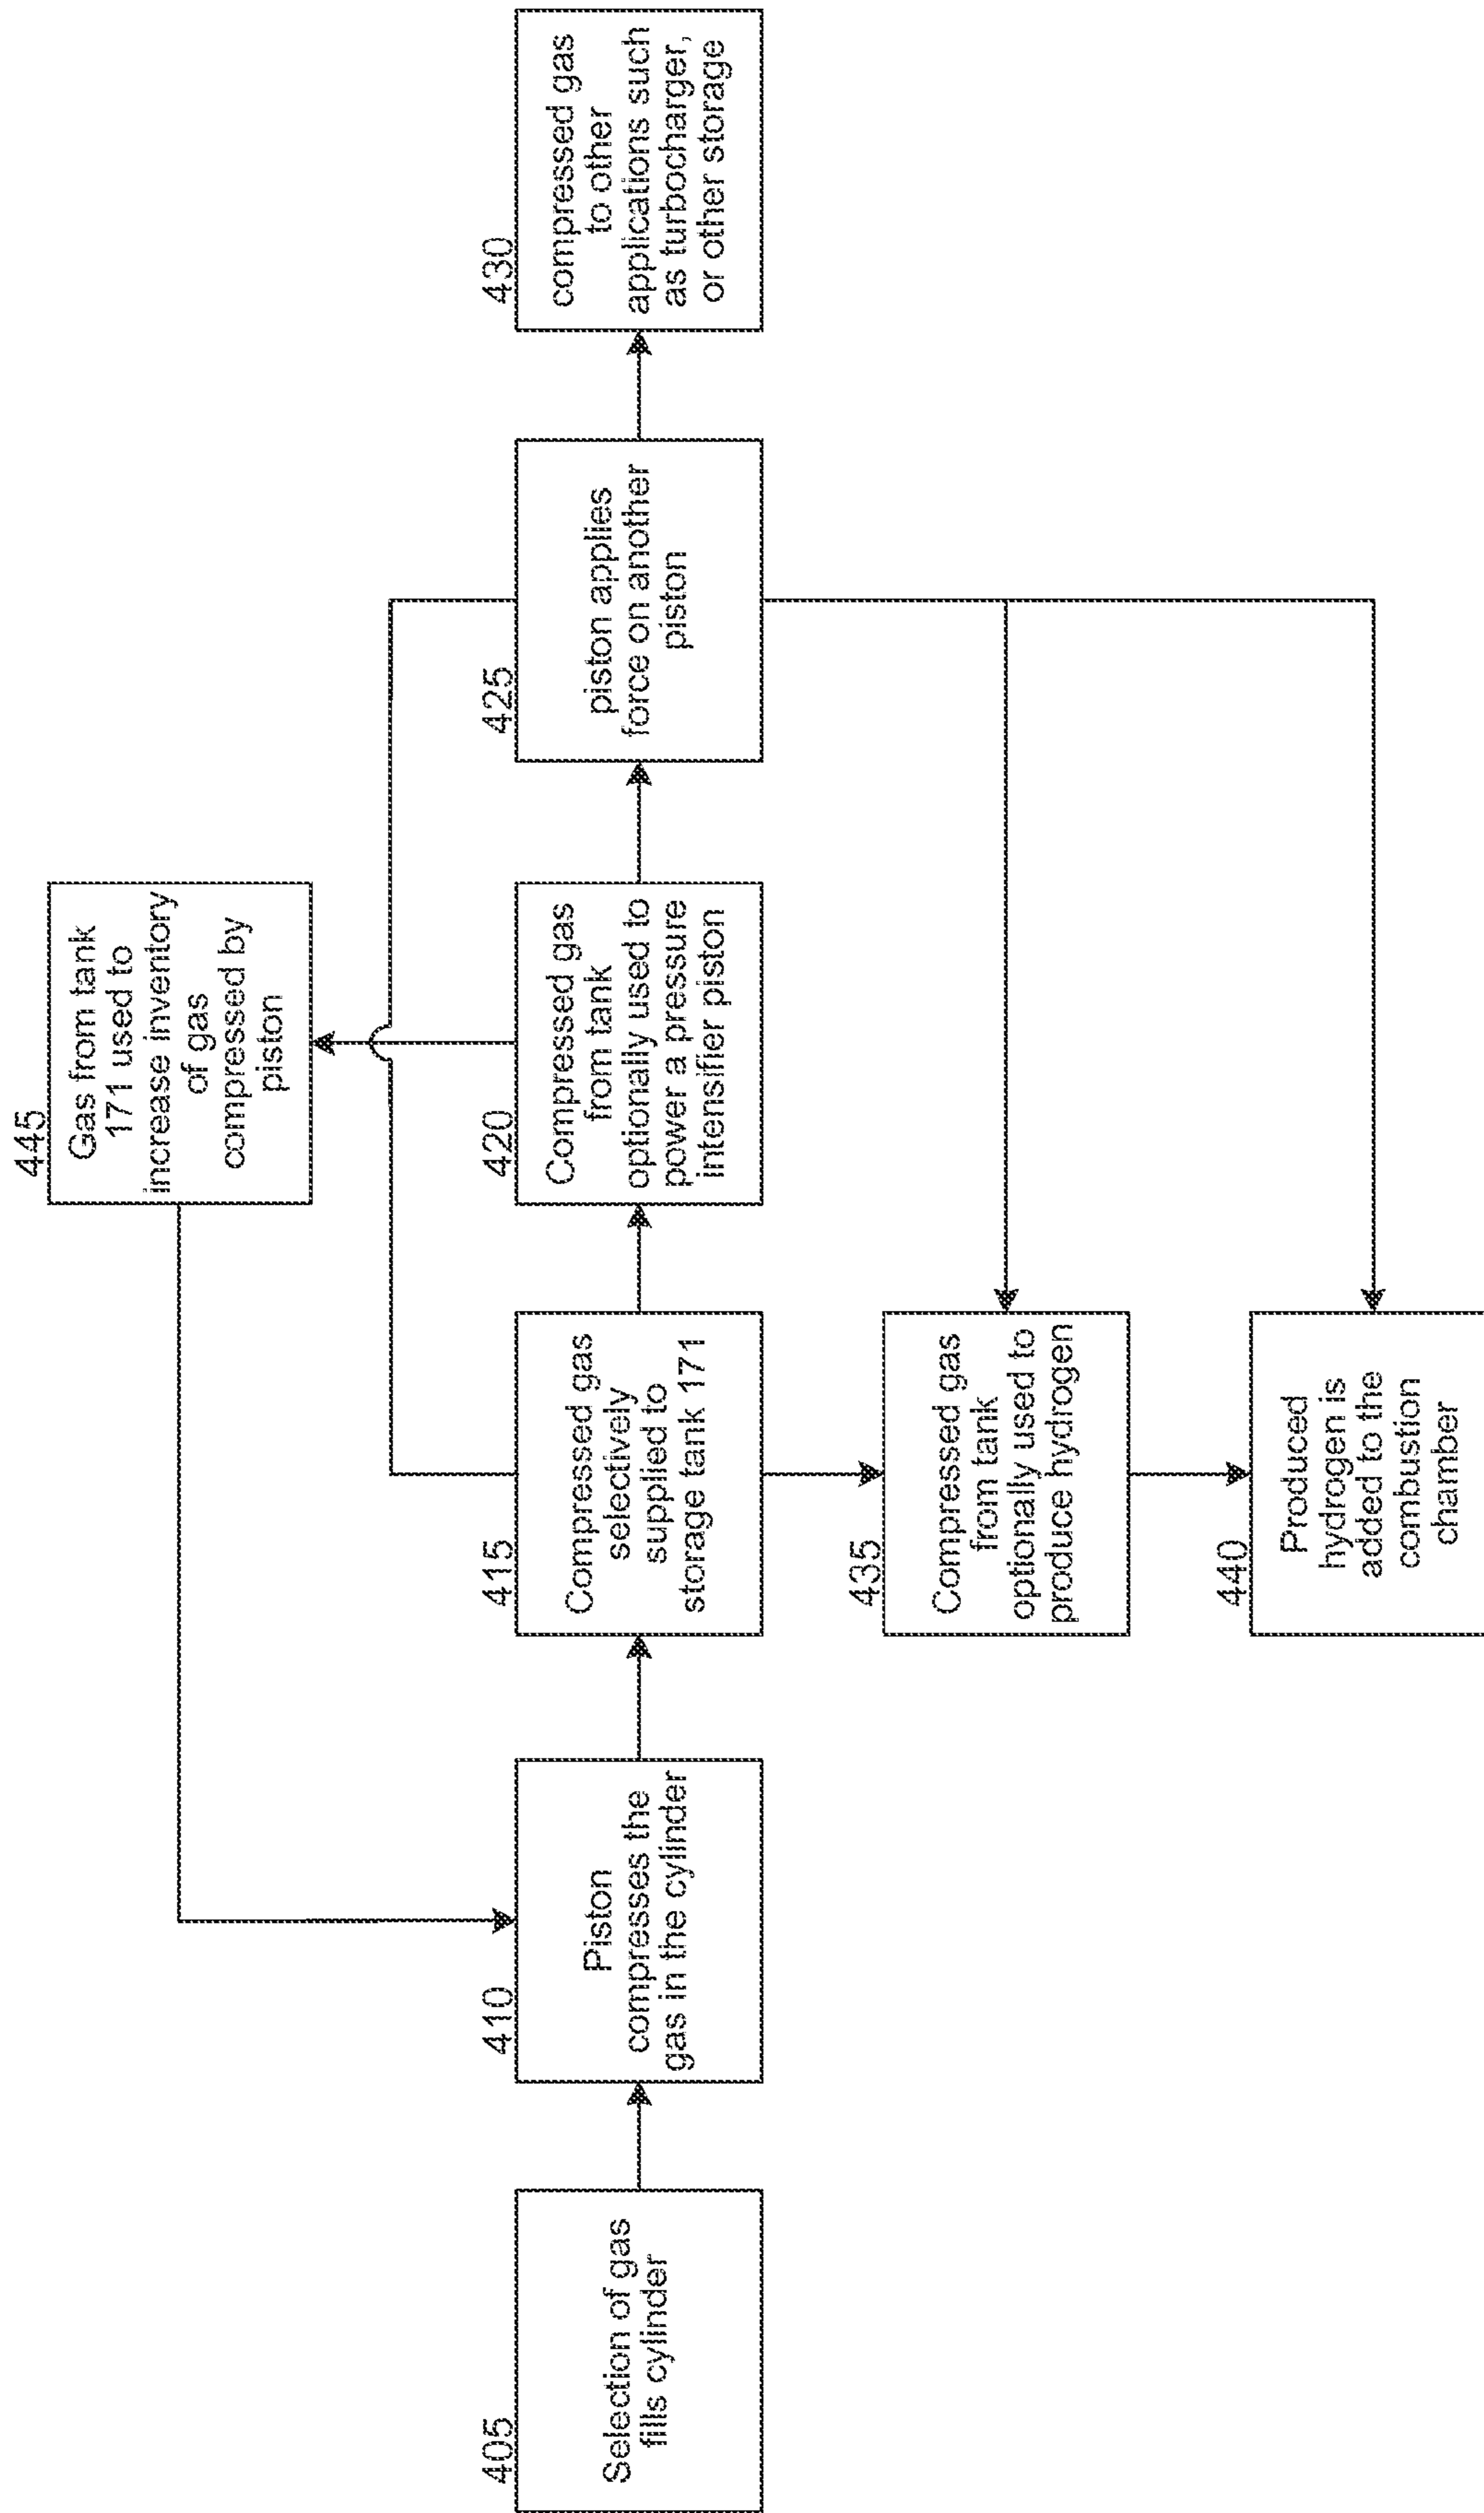 445
Gas from tank
171 used to
increase inventory
of gas
compressed by
piston
405
Selection of gas
fills cylinder
410
Piston
compresses the
gas in the cylinder
415
Compressed gas
selectively
supplied to
storage tank 171
420
Compressed gas
from tank
optionally used to
power a pressure
intensifier piston
425
piston applies
force on another
piston
430
compressed gas
to other
applications such
as turbocharger,
or other storage
435
Compressed gas
from tank
optionally used to
produce hydrogen
440
Produced
hydrogen is
added to the
combustion
chamber